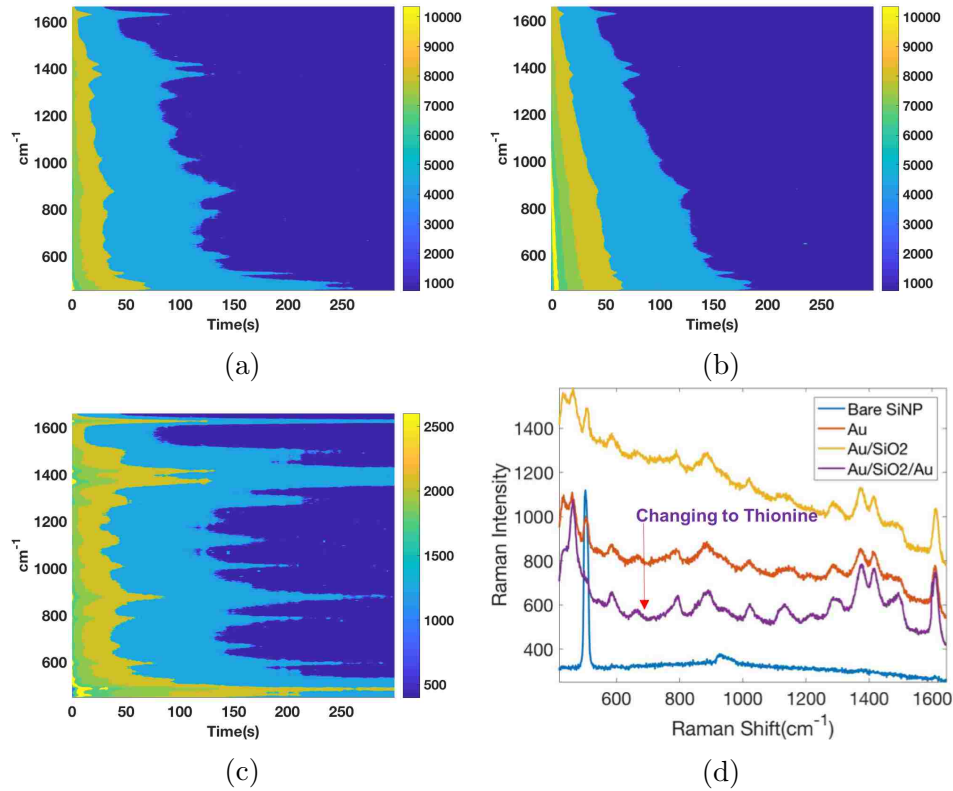 1600
1400
1200
1000
800
600
cm⁻¹
0 50 100 150 200 250
Time(s)
10000
9000
8000
7000
6000
5000
4000
3000
2000
1000
(a)
1600
1400
1200
1000
800
600
cm⁻¹
0 50 100 150 200 250
Time(s)
10000
9000
8000
7000
6000
5000
4000
3000
2000
1000
(b)
1600
1400
1200
1000
800
600
cm⁻¹
0 50 100 150 200 250
Time(s)
2500
2000
1500
1000
500
(c)
1400
1200
1000
800
600
400
Raman Intensity
Bare SiNP
Au
Au/SiO2
Au/SiO2/Au
Changing to Thionine
600 800 1000 1200 1400 1600
Raman Shift(cm⁻¹)
(d)